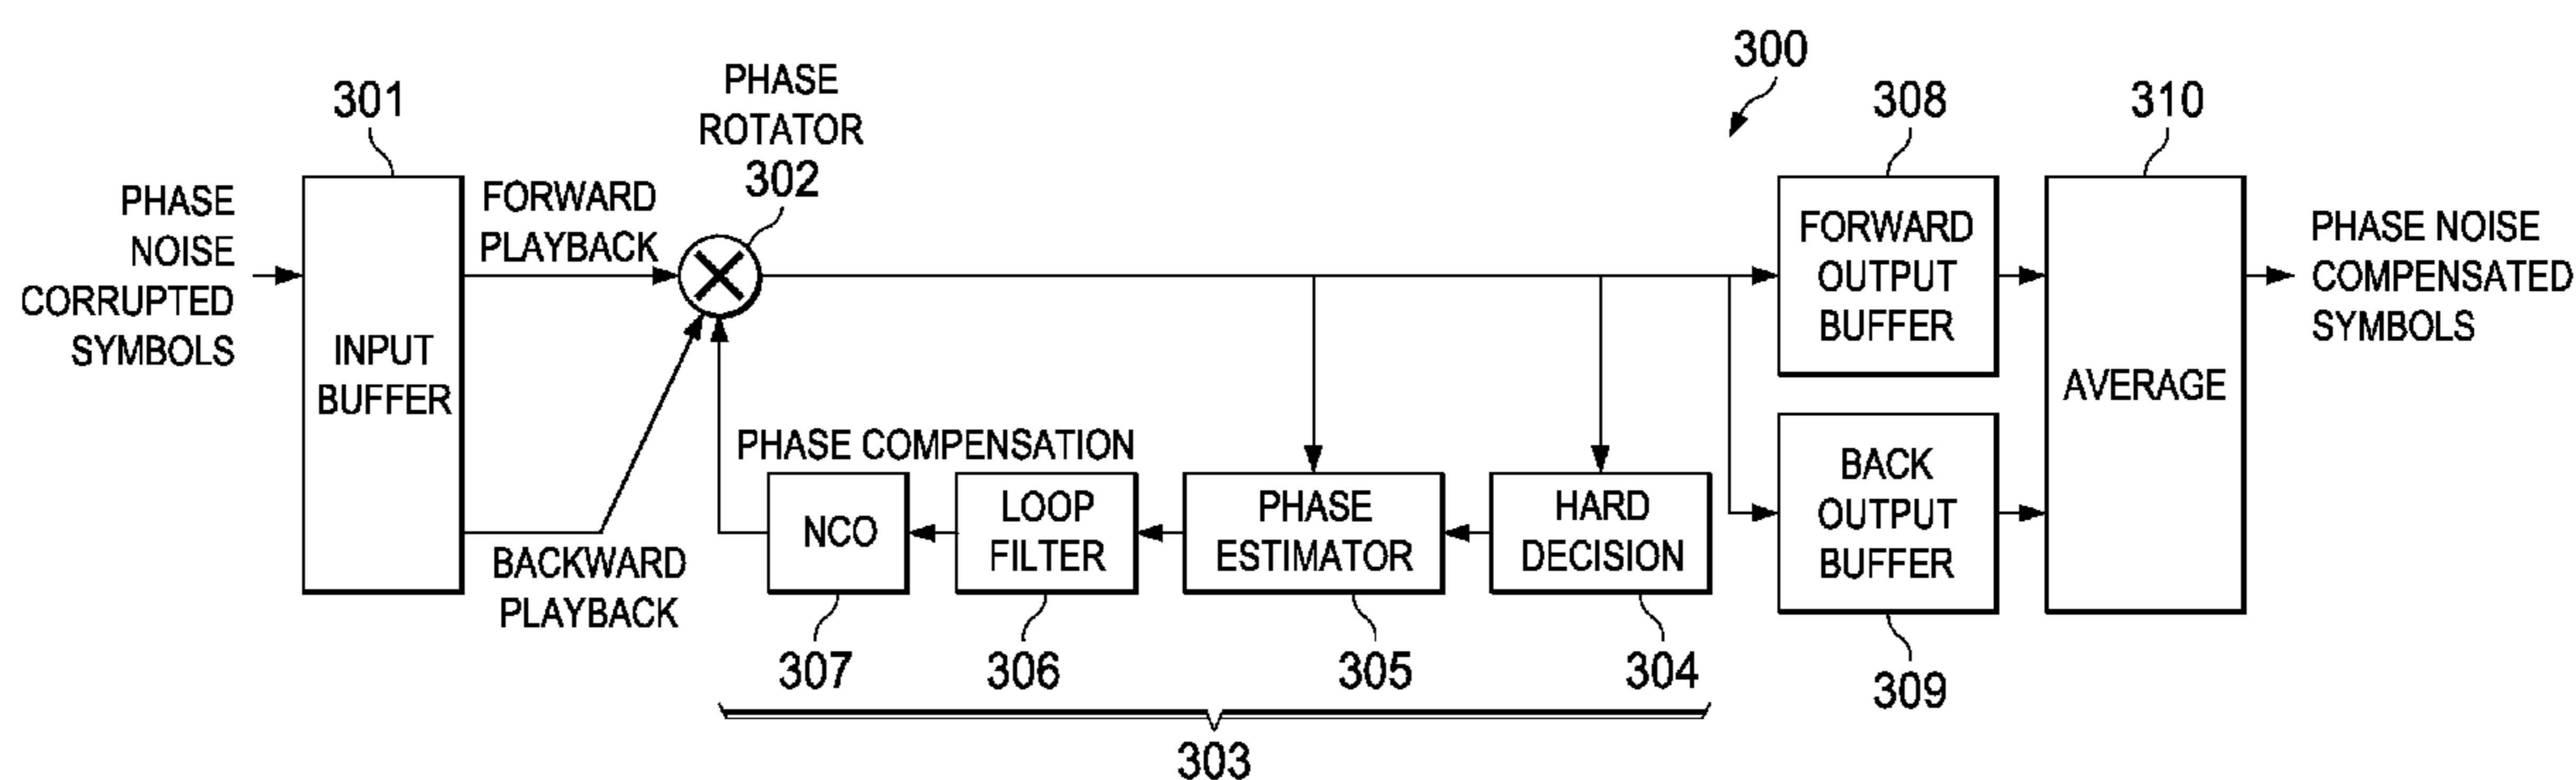 300
301
PHASE
ROTATOR
302
308
310
PHASE
NOISE
CORRUPTED
SYMBOLS
INPUT
BUFFER
FORWARD
PLAYBACK
BACKWARD
PLAYBACK
FORWARD
OUTPUT
BUFFER
AVERAGE
PHASE NOISE
COMPENSATED
SYMBOLS
PHASE COMPENSATION
NCO
LOOP
FILTER
PHASE
ESTIMATOR
HARD
DECISION
BACK
OUTPUT
BUFFER
307
306
305
304
309
303